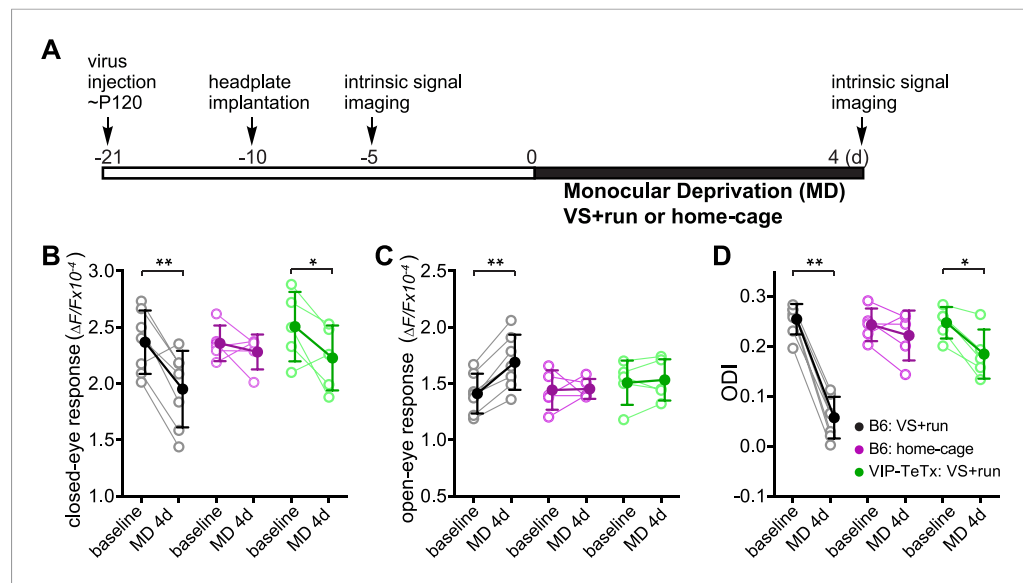 A
virus
injection
~P120
headplate
implantation
intrinsic signal
imaging
intrinsic signal
imaging
-21
-10
-5
0
4 (d)
Monocular Deprivation (MD)
VS+run or home-cage
B
closed-eye response (ΔF/Fx10⁻⁴)
3.0
2.5
2.0
1.5
1.0
**
*
baseline
MD 4d
baseline
MD 4d
baseline
MD 4d
C
open-eye response (ΔF/Fx10⁻⁴)
2.5
2.0
1.5
1.0
0.5
**
baseline
MD 4d
baseline
MD 4d
baseline
MD 4d
D
ODI
0.3
0.2
0.1
0.0
-0.1
**
*
B6: VS+run
B6: home-cage
VIP-TeTx: VS+run
baseline
MD 4d
baseline
MD 4d
baseline
MD 4d